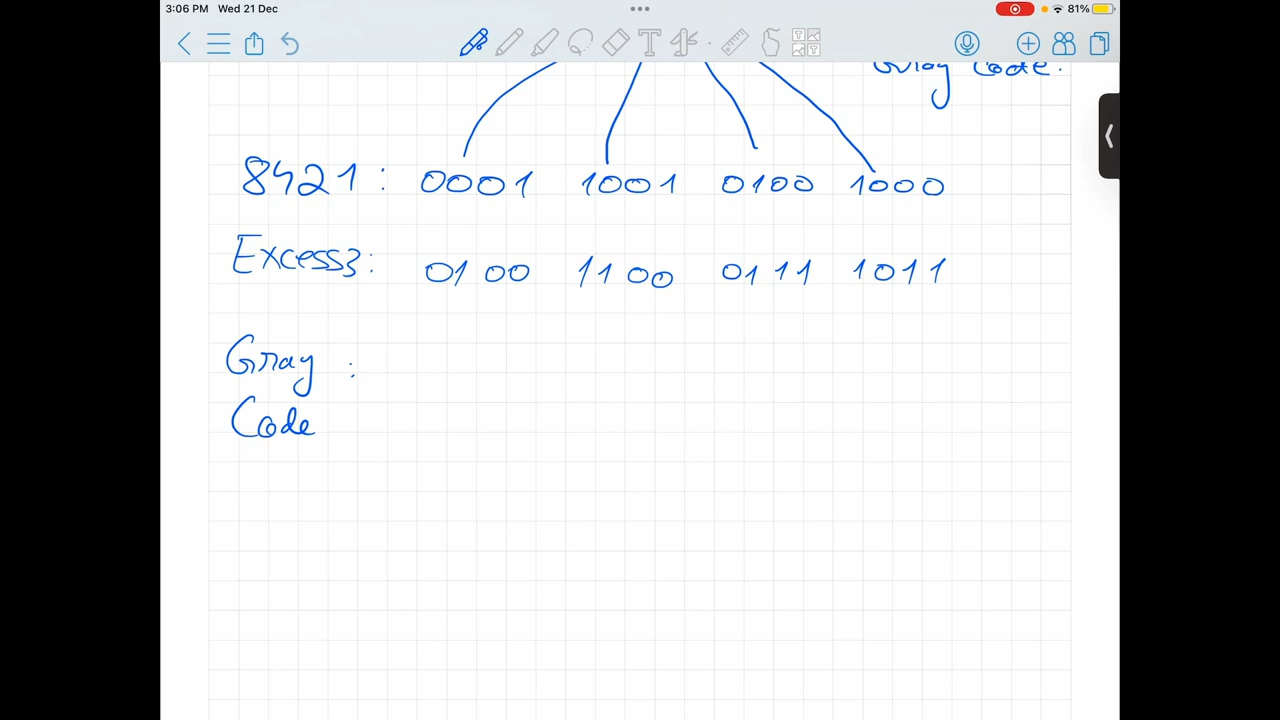 3:06 PM Wed 21 Dec
81%
Gray Code.
8421: 0001 1001 0100 1000
Excess3: 0100 1100 0111 1011
Gray :
Code